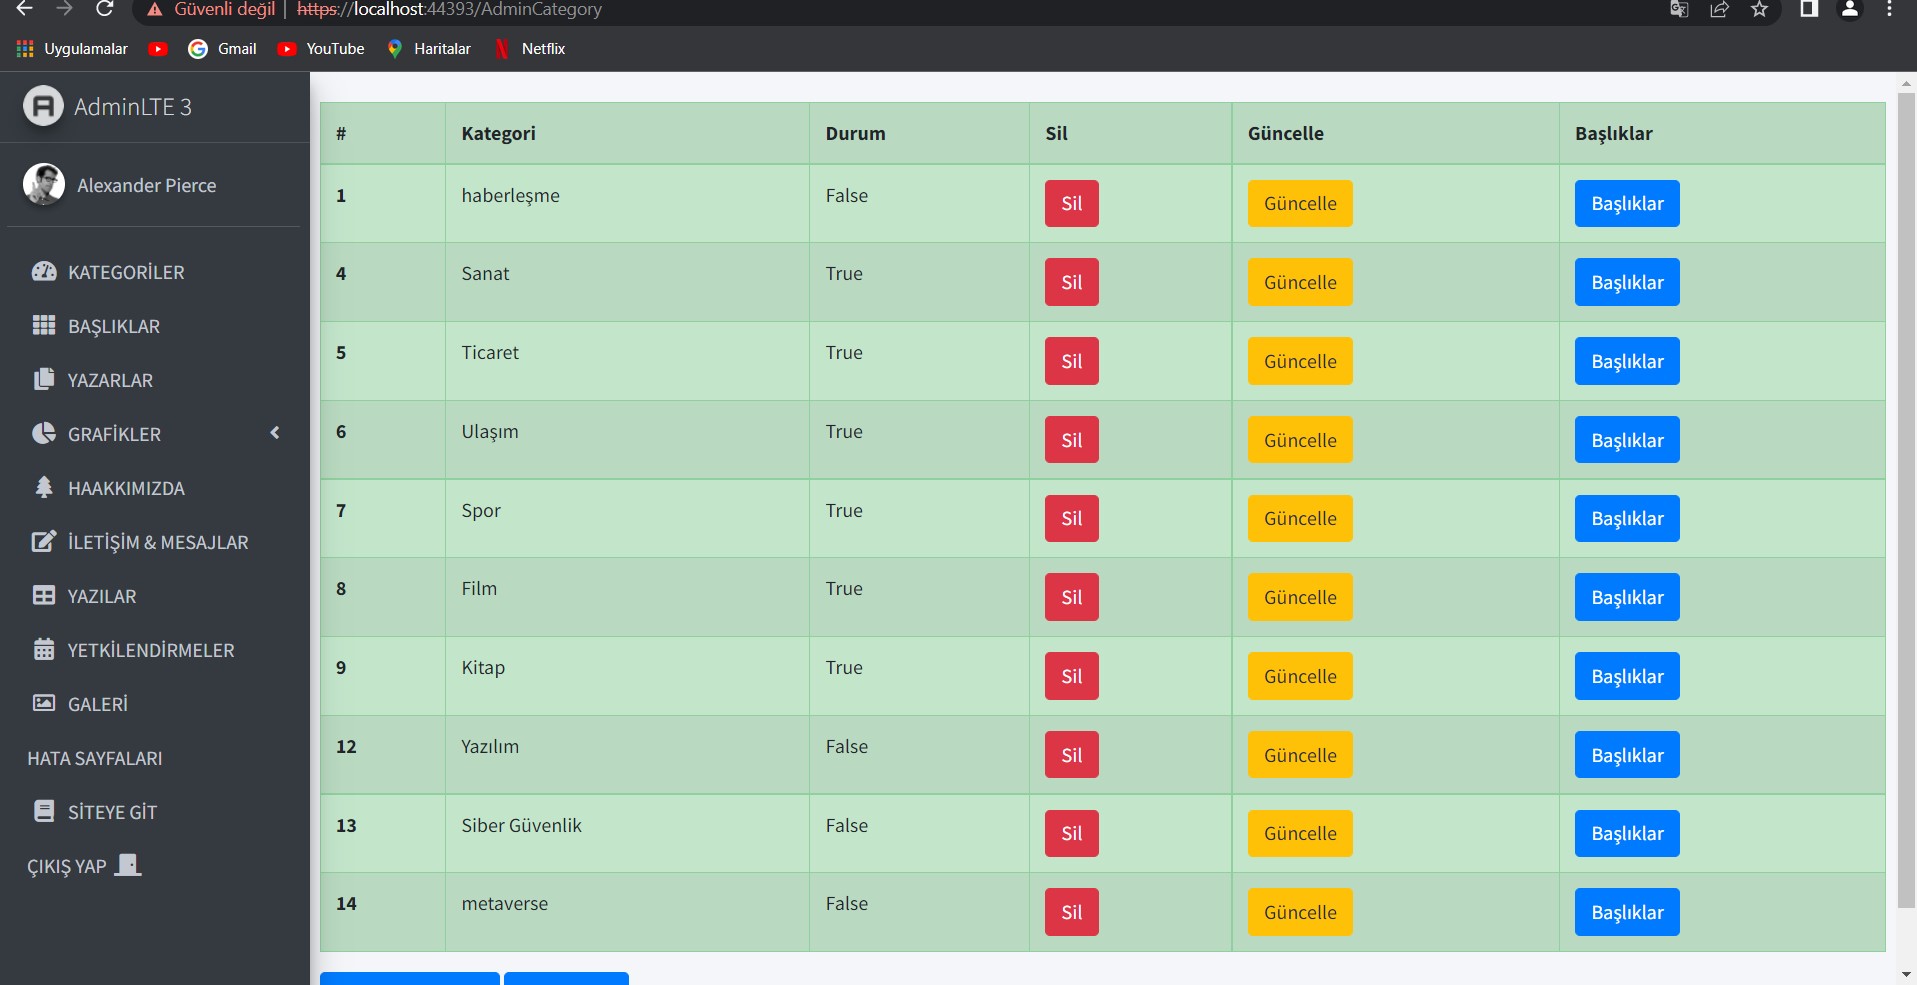 Güvenli değil | https://localhost:44393/AdminCategory
Uygulamalar Gmail YouTube Haritalar Netflix
AdminLTE 3
Alexander Pierce
KATEGORİLER
BAŞLIKLAR
YAZARLAR
GRAFİKLER
HAAKKIMIZDA
İLETİŞİM & MESAJLAR
YAZILAR
YETKİLENDİRMELER
GALERİ
HATA SAYFALARI
SİTEYE GİT
ÇIKIŞ YAP
# Kategori Durum Sil Güncelle Başlıklar
1 haberleşme False Sil Güncelle Başlıklar
4 Sanat True Sil Güncelle Başlıklar
5 Ticaret True Sil Güncelle Başlıklar
6 Ulaşım True Sil Güncelle Başlıklar
7 Spor True Sil Güncelle Başlıklar
8 Film True Sil Güncelle Başlıklar
9 Kitap True Sil Güncelle Başlıklar
12 Yazılım False Sil Güncelle Başlıklar
13 Siber Güvenlik False Sil Güncelle Başlıklar
14 metaverse False Sil Güncelle Başlıklar